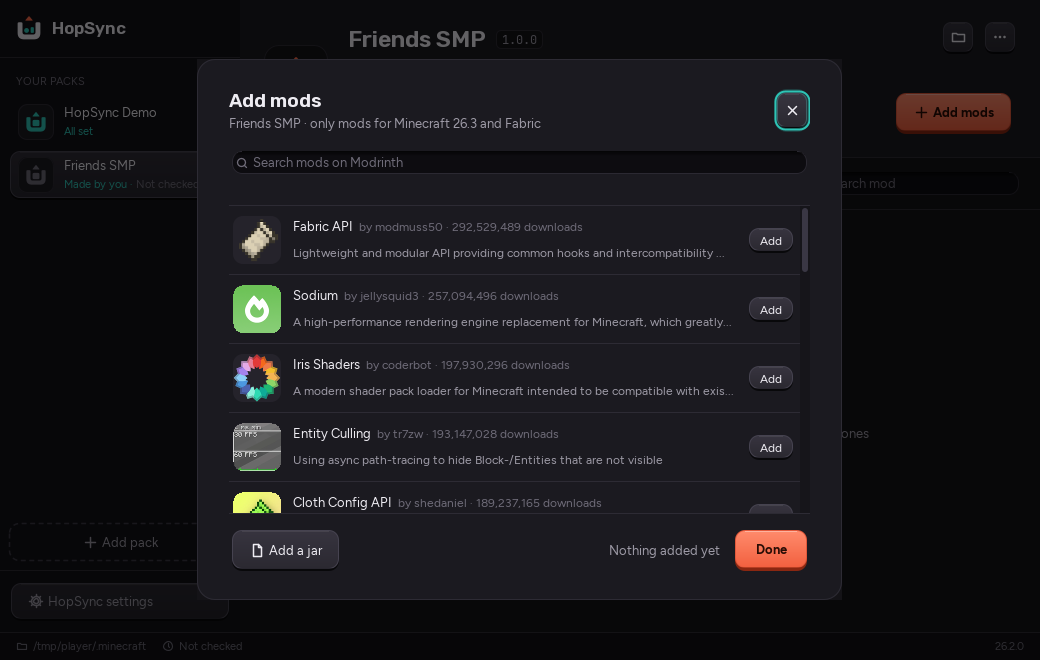 HopSync
Friends SMP 1.0.0
YOUR PACKS
HopSync Demo
All set
Friends SMP
Made by you · Not checked
Add mods
arch mod
ones
Add mods
Friends SMP · only mods for Minecraft 26.3 and Fabric
Search mods on Modrinth
Fabric API by modmuss50 · 292,529,489 downloads
Lightweight and modular API providing common hooks and intercompatibility ...
Add
Sodium by jellysquid3 · 257,094,496 downloads
A high-performance rendering engine replacement for Minecraft, which greatly...
Add
Iris Shaders by coderbot · 197,930,296 downloads
A modern shader pack loader for Minecraft intended to be compatible with exis...
Add
30 FPS
60 FPS
Entity Culling by tr7zw · 193,147,028 downloads
Using async path-tracing to hide Block-/Entities that are not visible
Add
Cloth Config API by shedaniel · 189,237,165 downloads
Add a jar
Nothing added yet
Done
Add pack
HopSync settings
/tmp/player/minecraft
Not checked
26.2.0